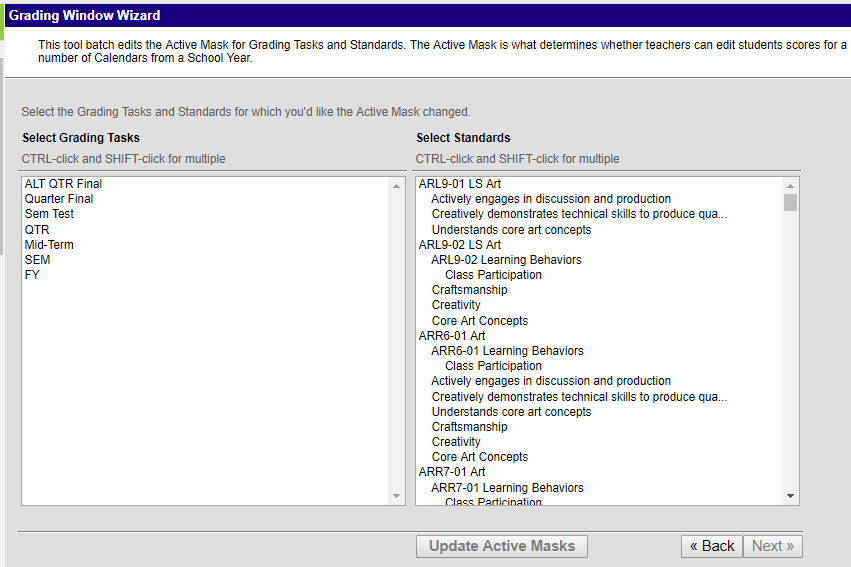 Grading Window Wizard
This tool batch edits the Active Mask for Grading Tasks and Standards. The Active Mask is what determines whether teachers can edit students scores for a
number of Calendars from a School Year.
Select the Grading Tasks and Standards for which you'd like the Active Mask changed.
Select Grading Tasks
CTRL-click and SHIFT-click for multiple
ALT QTR Final
Quarter Final
Sem Test
QTR
Mid-Term
SEM
FY
Select Standards
CTRL-click and SHIFT-click for multiple
ARL9-01 LS Art
Actively engages in discussion and production
Creatively demonstrates technical skills to produce qua...
Understands core art concepts
ARL9-02 LS Art
ARL9-02 Learning Behaviors
Class Participation
Craftsmanship
Creativity
Core Art Concepts
ARR6-01 Art
ARR6-01 Learning Behaviors
Class Participation
Actively engages in discussion and production
Creatively demonstrates technical skills to produce qua...
Understands core art concepts
Craftsmanship
Creativity
Core Art Concepts
ARR7-01 Art
ARR7-01 Learning Behaviors
Class Participation
Update Active Masks
« Back
Next »